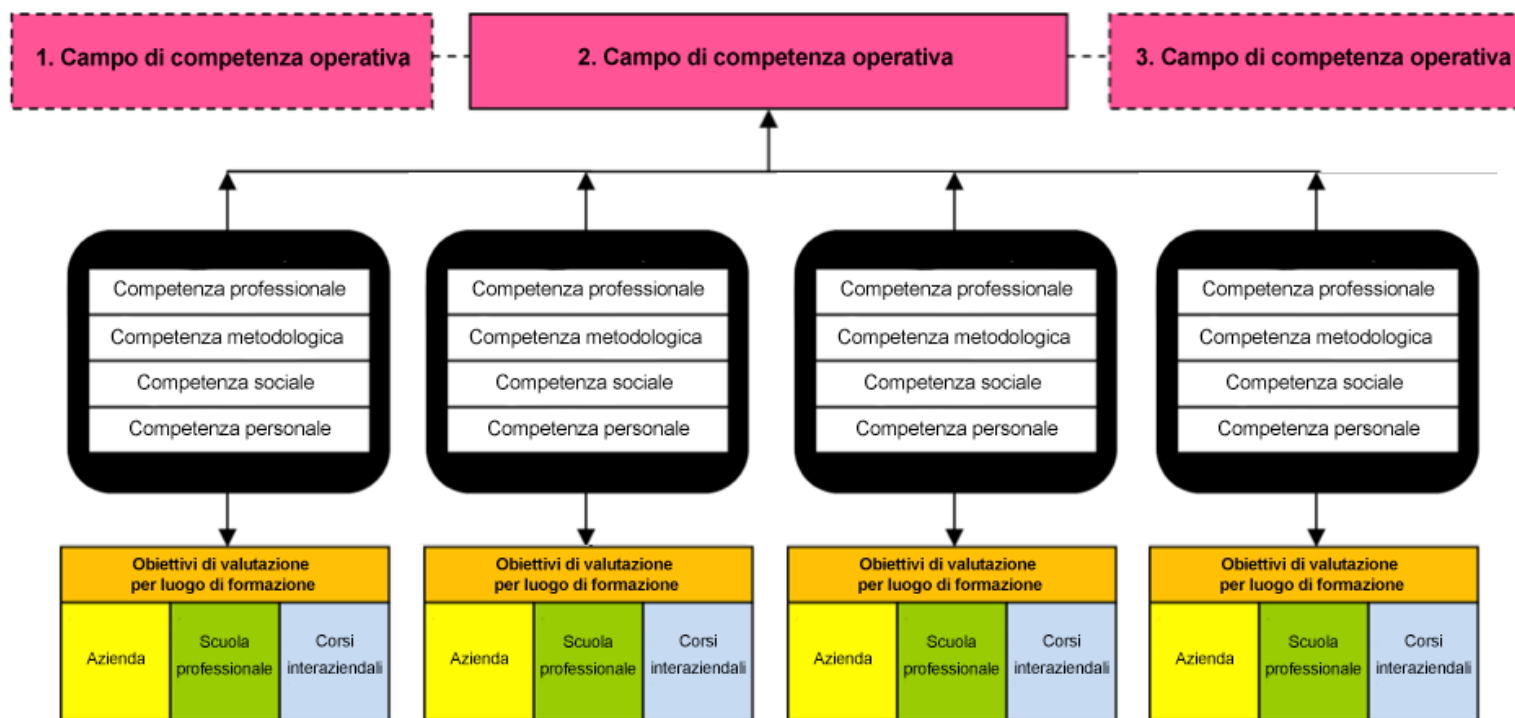 1. Campo di competenza operativa
2. Campo di competenza operativa
3. Campo di competenza operativa
Competenza professionale
Competenza metodologica
Competenza sociale
Competenza personale
Competenza professionale
Competenza metodologica
Competenza sociale
Competenza personale
Competenza professionale
Competenza metodologica
Competenza sociale
Competenza personale
Competenza professionale
Competenza metodologica
Competenza sociale
Competenza personale
Obiettivi di valutazione
per luogo di formazione
Azienda
Scuola
professionale
Corsi
interaziendali
Obiettivi di valutazione
per luogo di formazione
Azienda
Scuola
professionale
Corsi
interaziendali
Obiettivi di valutazione
per luogo di formazione
Azienda
Scuola
professionale
Corsi
interaziendali
Obiettivi di valutazione
per luogo di formazione
Azienda
Scuola
professionale
Corsi
interaziendali